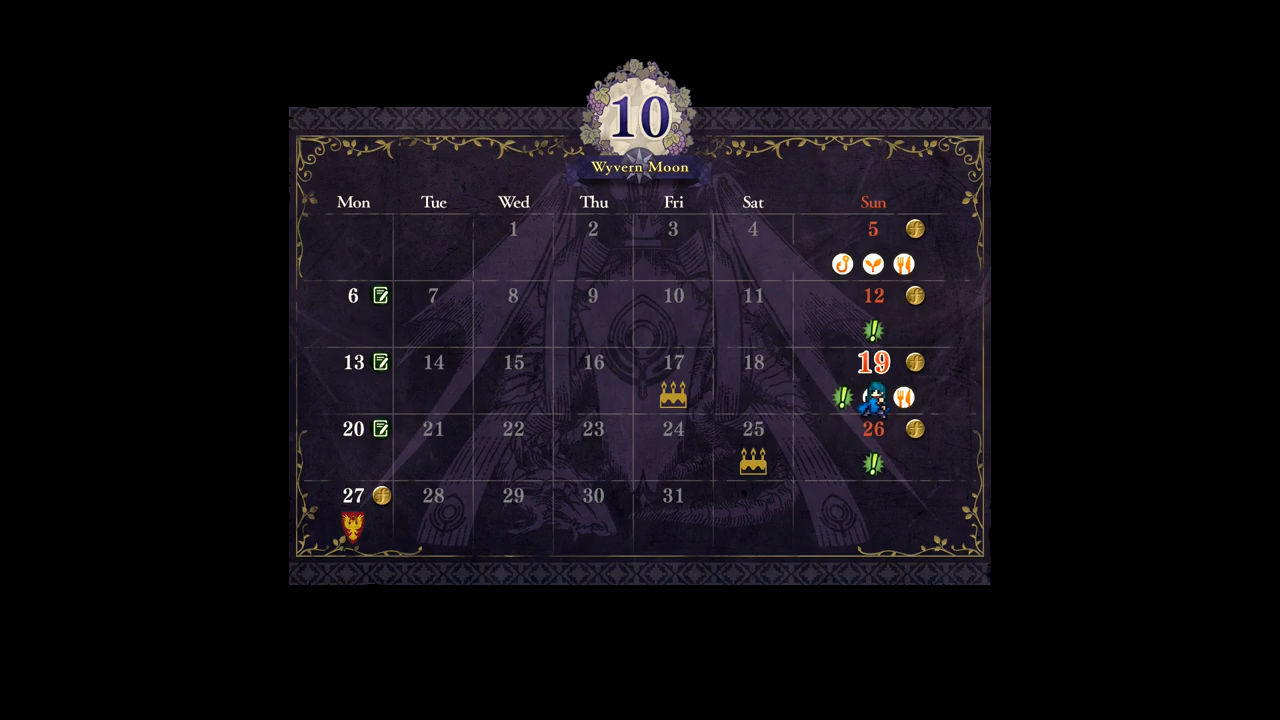 10
Wyvern Moon
Mon Tue Wed Thu Fri Sat Sun
1 2 3 4 5
6 7 8 9 10 11 12
13 14 15 16 17 18 19
20 21 22 23 24 25 26
27 28 29 30 31